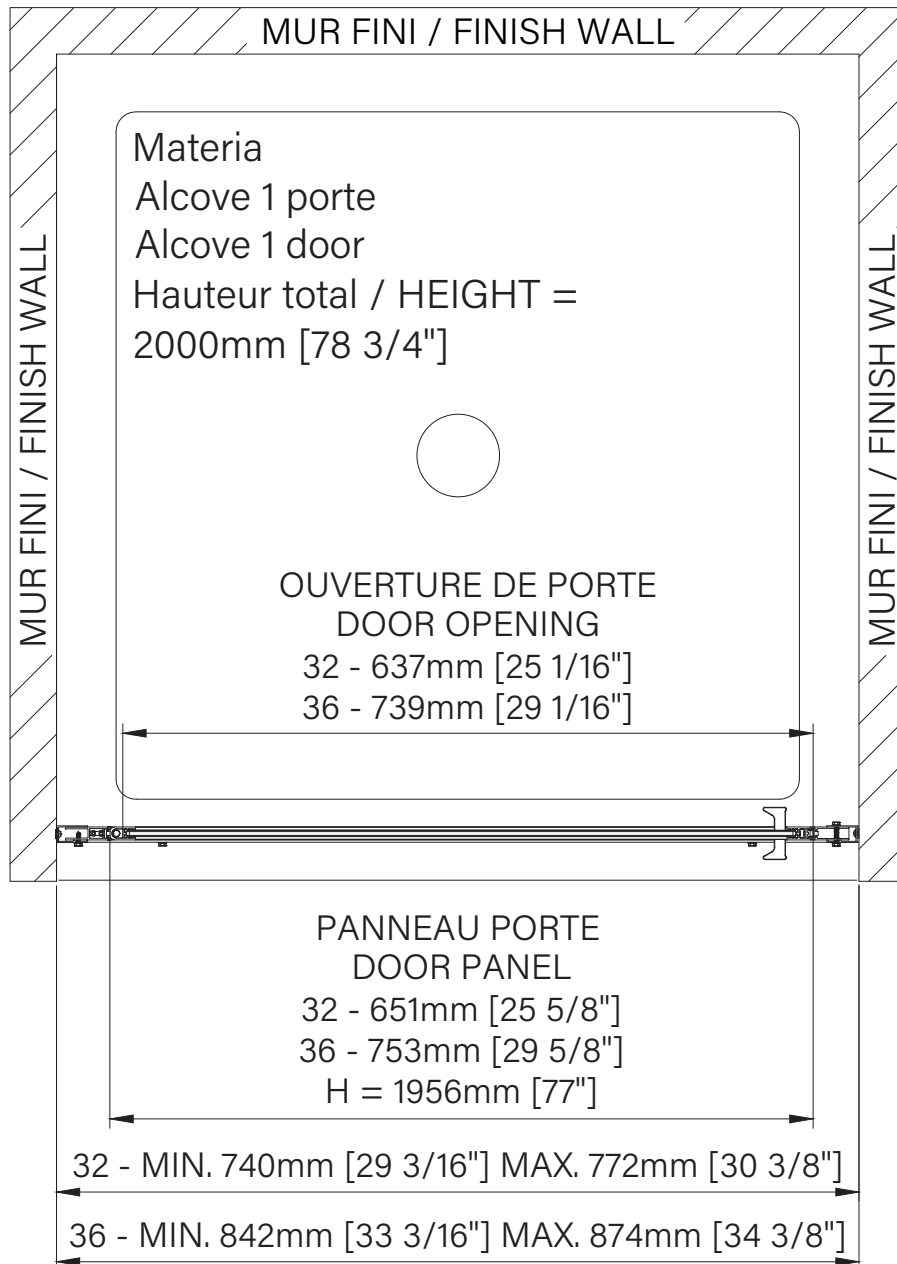 MUR FINI / FINISH WALL
MUR FINI / FINISH WALL
MUR FINI / FINISH WALL
Materia
Alcove 1 porte
Alcove 1 door
Hauteur total / HEIGHT =
2000mm [78 3/4"]
OUVERTURE DE PORTE
DOOR OPENING
32 - 637mm [25 1/16"]
36 - 739mm [29 1/16"]
PANNEAU PORTE
DOOR PANEL
32 - 651mm [25 5/8"]
36 - 753mm [29 5/8"]
H = 1956mm [77"]
32 - MIN. 740mm [29 3/16"] MAX. 772mm [30 3/8"]
36 - MIN. 842mm [33 3/16"] MAX. 874mm [34 3/8"]